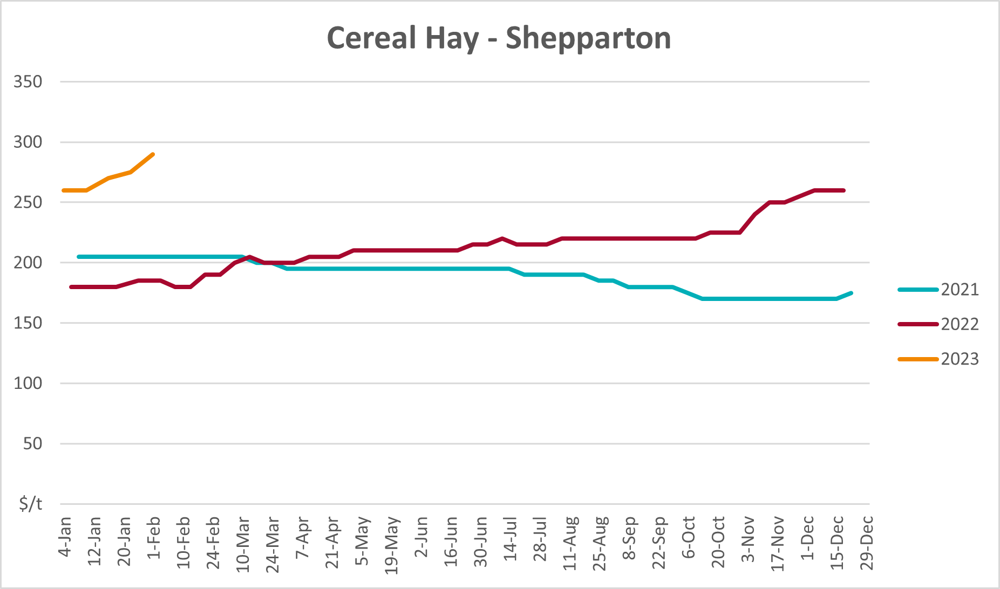 Cereal Hay - Shepparton
350
300
250
200
150
100
50
$/t
4-Jan
12-Jan
20-Jan
1-Feb
10-Feb
24-Feb
10-Mar
24-Mar
7-Apr
21-Apr
5-May
19-May
2-Jun
16-Jun
30-Jun
14-Jul
28-Jul
11-Aug
25-Aug
8-Sep
22-Sep
6-Oct
20-Oct
3-Nov
17-Nov
1-Dec
15-Dec
29-Dec
2021
2022
2023